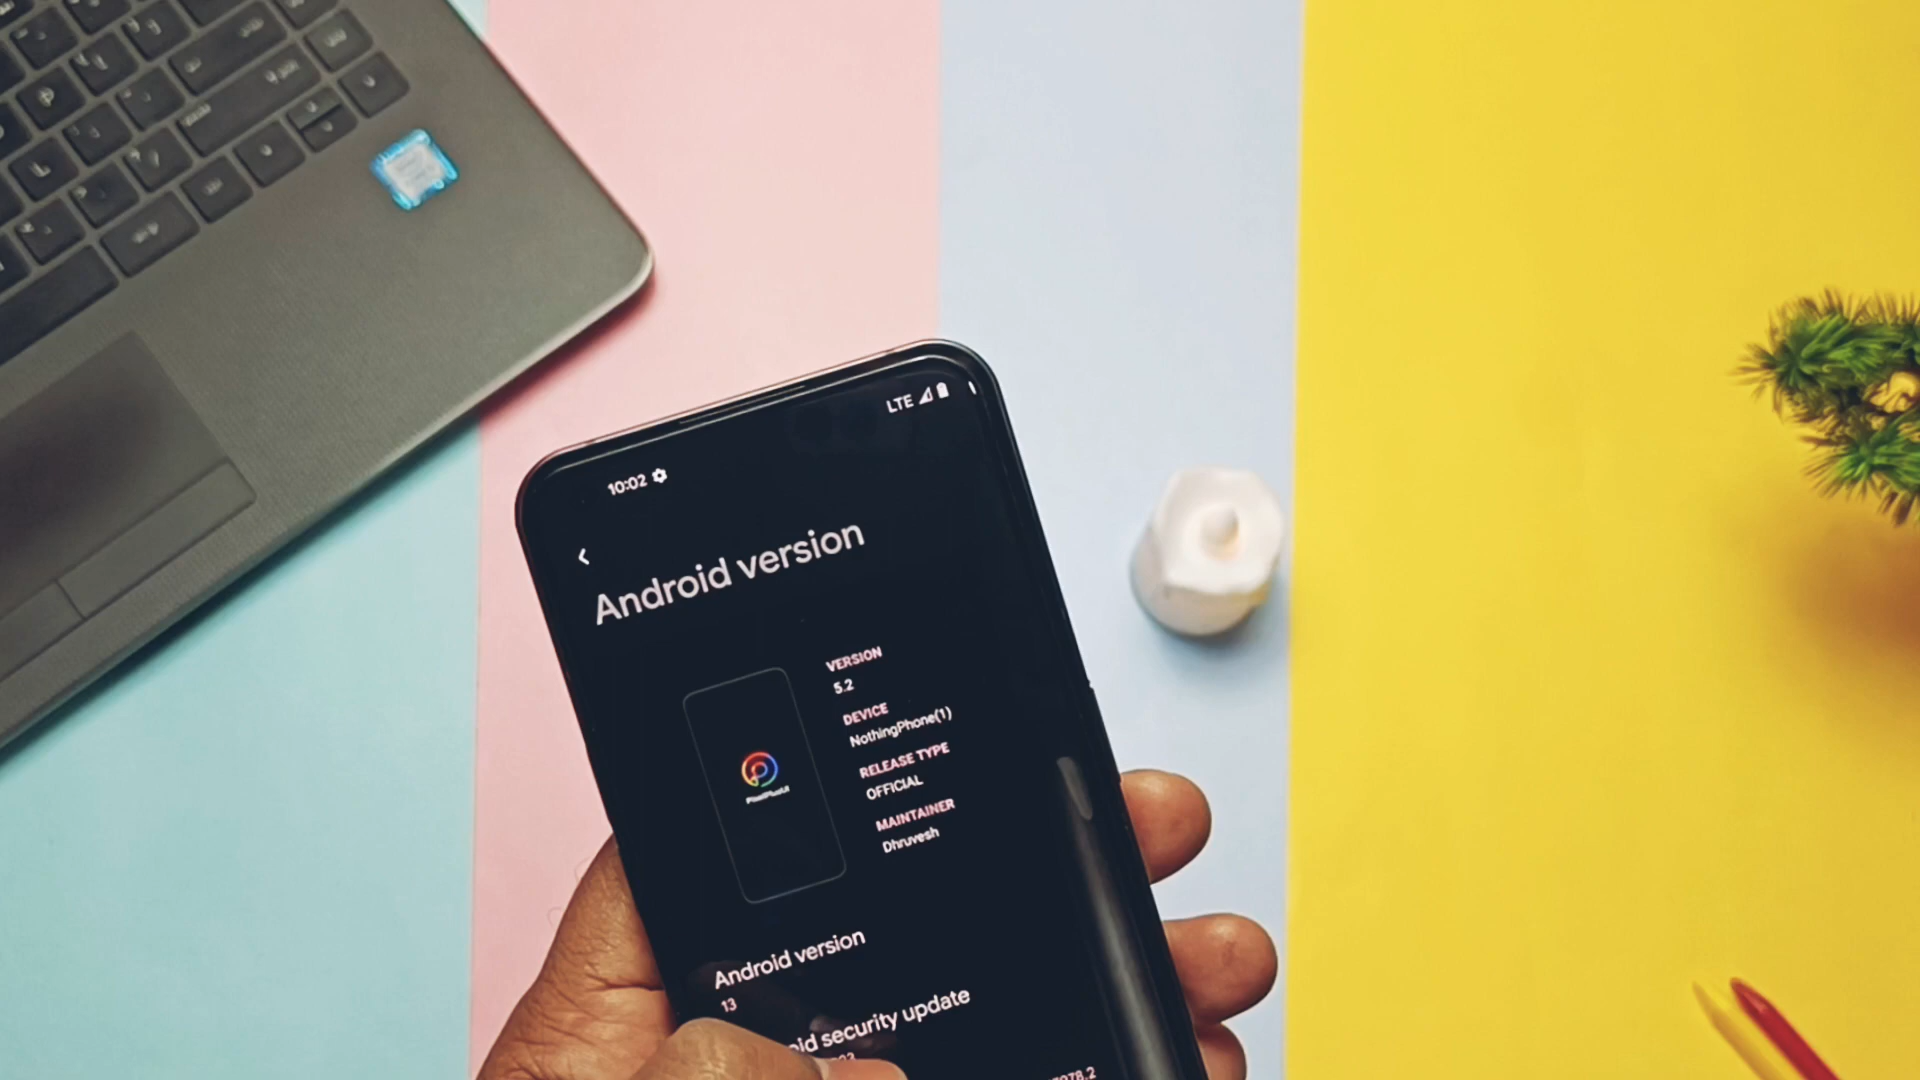 LTE
10:02
Android version
VERSION
5.2
DEVICE
NothingPhone(1)
RELEASE TYPE
OFFICIAL
MAINTAINER
Dhruvesh
PixelPlusUI
Android version
13
security update